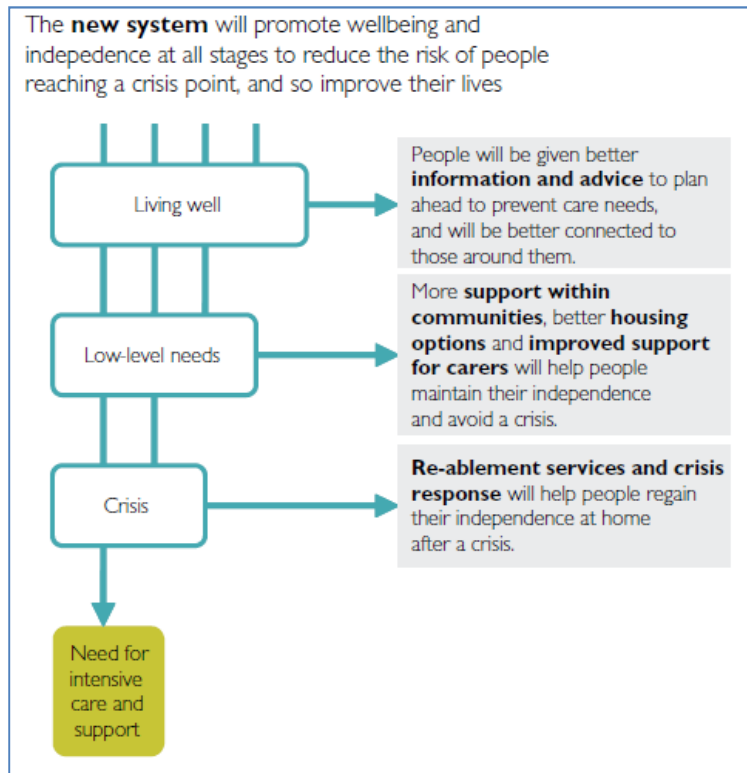 The new system will promote wellbeing and
indepedence at all stages to reduce the risk of people
reaching a crisis point, and so improve their lives
Living well
People will be given better
information and advice to plan
ahead to prevent care needs,
and will be better connected to
those around them.
Low-level needs
More support within
communities, better housing
options and improved support
for carers will help people
maintain their independence
and avoid a crisis.
Crisis
Re-ablement services and crisis
response will help people regain
their independence at home
after a crisis.
Need for
intensive
care and
support